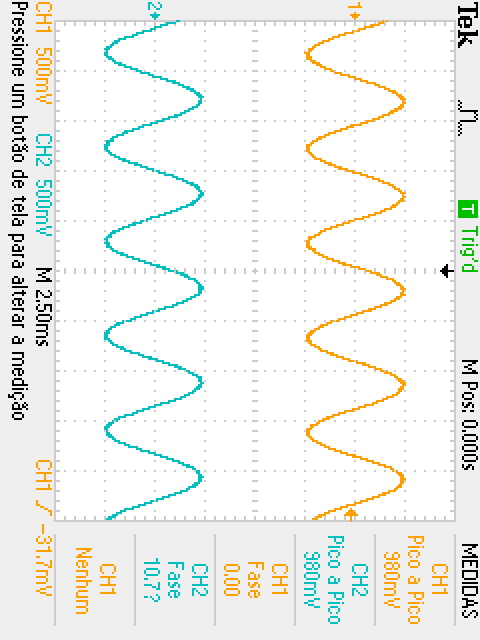 Tek
T Trig'd
M Pos: 0.000s
MEDIDAS
1
2
CH1
Pico a Pico
980mV
CH2
Pico a Pico
980mV
CH1
Fase
0.00
CH2
Fase
10.7?
CH1
Nenhum
CH1 500mV
CH2 500mV
M 2.50ms
CH1
-31.7mV
Pressione um botão de tela para alterar a medição